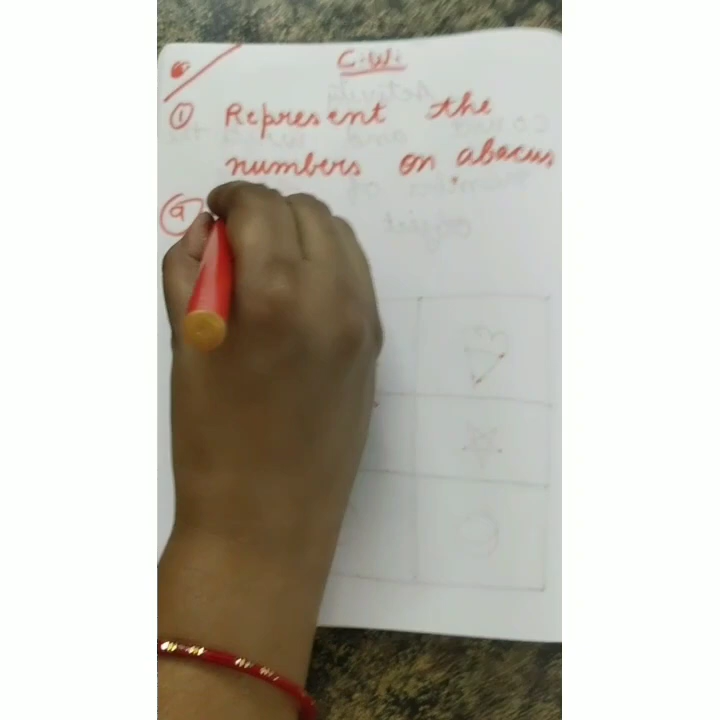 C.W.
① Represent the
numbers on abacus.
ⓐ